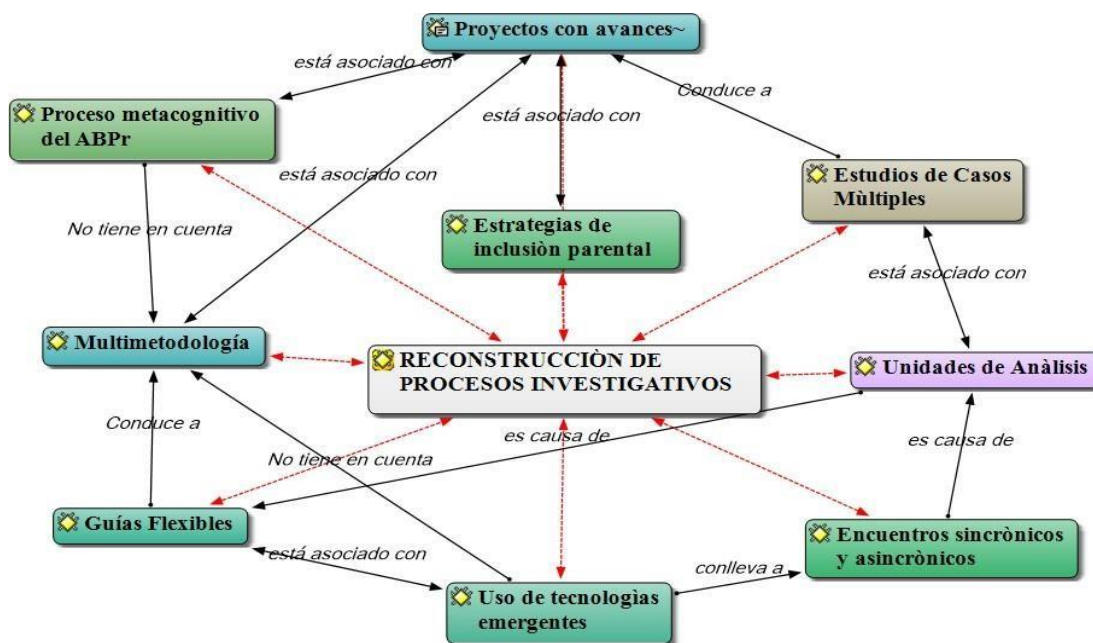 Proyectos con avances~
está asociado con
Conduce a
Proceso metacognitivo
del ABPr
está asociado con
está asociado con
Estudios de Casos
Mùltiples
No tiene en cuenta
Estrategias de
inclusiòn parental
está asociado con
Multimetodología
RECONSTRUCCIÒN DE
PROCESOS INVESTIGATIVOS
Unidades de Anàlisis
Conduce a
es causa de
es causa de
No tiene en cuenta
Guías Flexibles
Encuentros sincrònicos
y asincrònicos
está asociado con
conlleva a
Uso de tecnologìas
emergentes